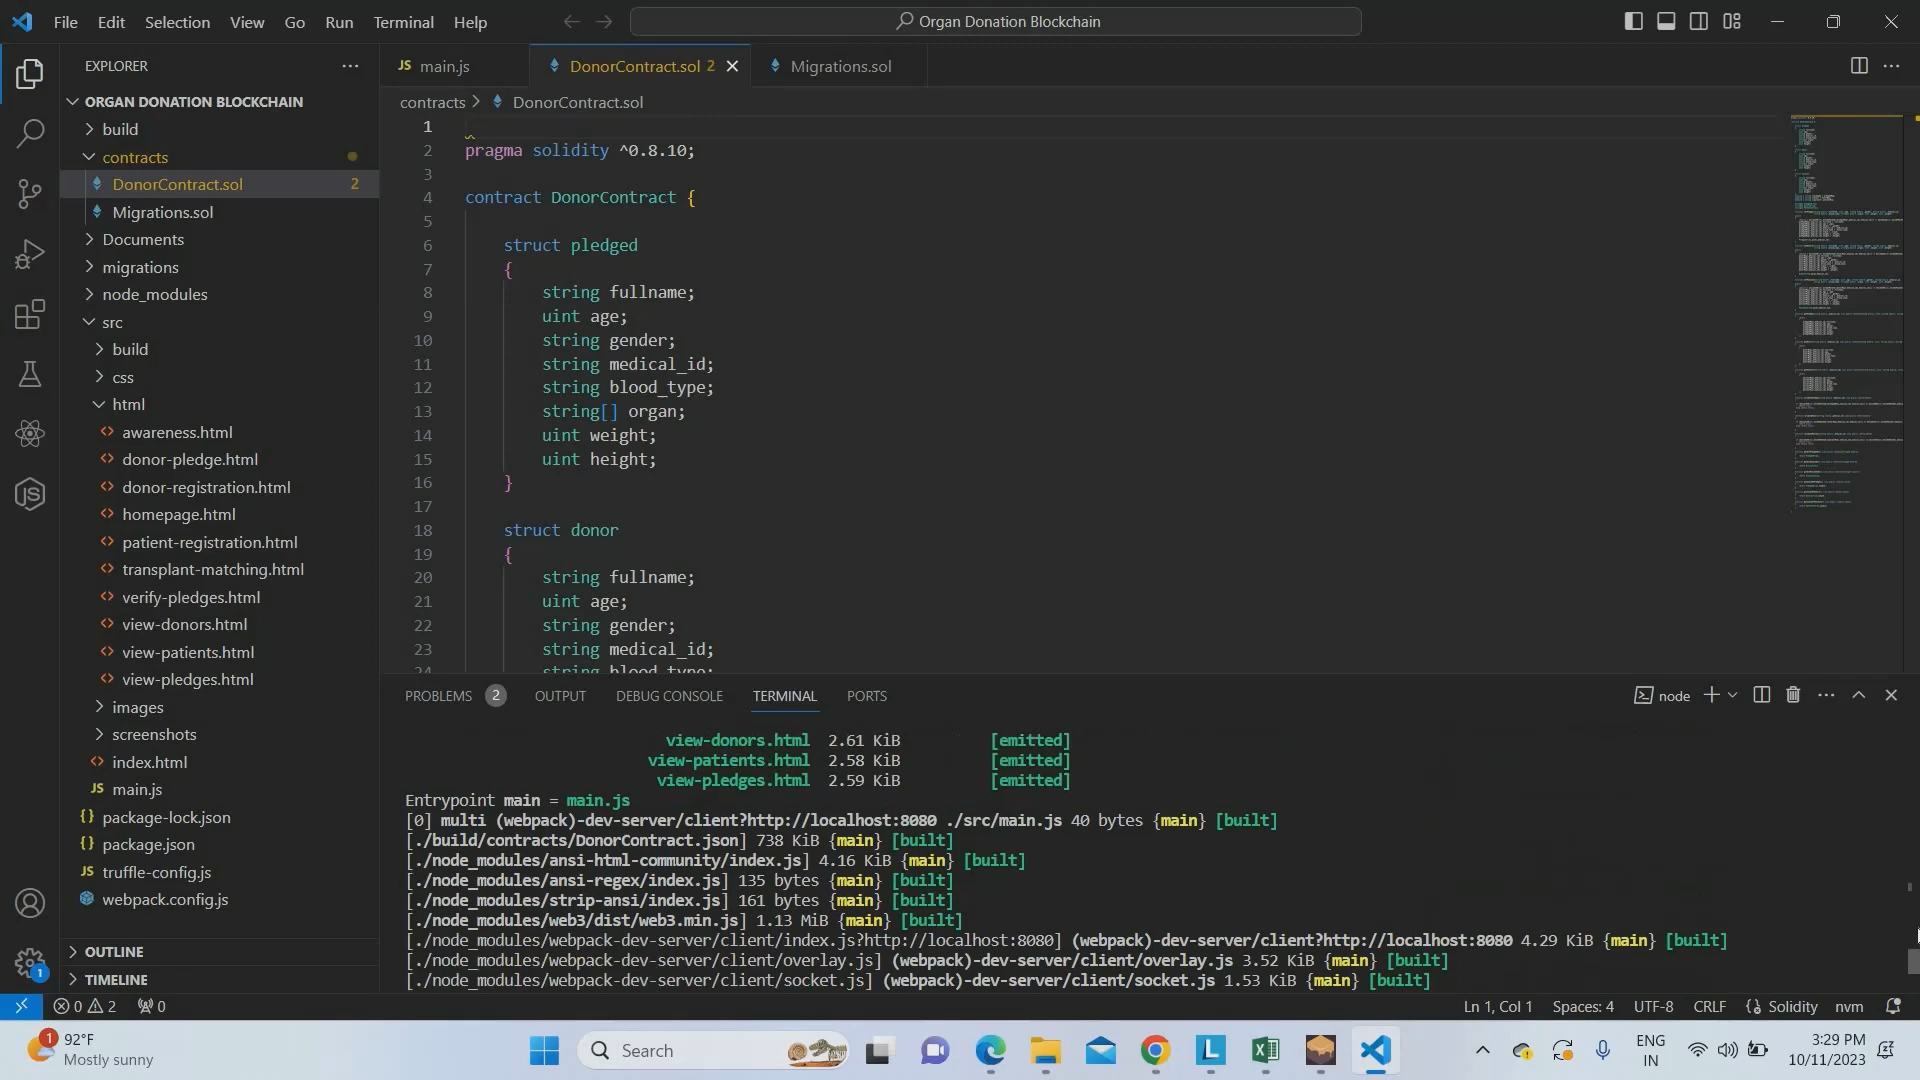 File Edit Selection View Go Run Terminal Help
Organ Donation Blockchain
EXPLORER
ORGAN DONATION BLOCKCHAIN
build
contracts
DonorContract.sol 2
Migrations.sol
Documents
migrations
node_modules
src
build
css
html
awareness.html
donor-pledge.html
donor-registration.html
homepage.html
patient-registration.html
transplant-matching.html
verify-pledges.html
view-donors.html
view-patients.html
view-pledges.html
images
screenshots
index.html
JS main.js
{} package-lock.json
{} package.json
JS truffle-config.js
webpack.config.js
OUTLINE
TIMELINE
1
JS main.js
DonorContract.sol 2
Migrations.sol
contracts > DonorContract.sol
1
2 pragma solidity ^0.8.10;
3
4 contract DonorContract {
5
6 struct pledged
7 {
8 string fullname;
9 uint age;
10 string gender;
11 string medical_id;
12 string blood_type;
13 string[] organ;
14 uint weight;
15 uint height;
16 }
17
18 struct donor
19 {
20 string fullname;
21 uint age;
22 string gender;
23 string medical_id;
24 string blood_type;
PROBLEMS 2 OUTPUT DEBUG CONSOLE TERMINAL PORTS
node
view-donors.html 2.61 KiB [emitted]
view-patients.html 2.58 KiB [emitted]
view-pledges.html 2.59 KiB [emitted]
Entrypoint main = main.js
[0] multi (webpack)-dev-server/client?http://localhost:8080 ./src/main.js 40 bytes {main} [built]
[./build/contracts/DonorContract.json] 738 KiB {main} [built]
[./node_modules/ansi-html-community/index.js] 4.16 KiB {main} [built]
[./node_modules/ansi-regex/index.js] 135 bytes {main} [built]
[./node_modules/strip-ansi/index.js] 161 bytes {main} [built]
[./node_modules/web3/dist/web3.min.js] 1.13 MiB {main} [built]
[./node_modules/webpack-dev-server/client/index.js?http://localhost:8080] (webpack)-dev-server/client?http://localhost:8080 4.29 KiB {main} [built]
[./node_modules/webpack-dev-server/client/overlay.js] (webpack)-dev-server/client/overlay.js 3.52 KiB {main} [built]
[./node_modules/webpack-dev-server/client/socket.js] (webpack)-dev-server/client/socket.js 1.53 KiB {main} [built]
0 2 0
Ln 1, Col 1 Spaces: 4 UTF-8 CRLF {} Solidity nvm
1
92°F
Mostly sunny
Search
ENG
IN
3:29 PM
10/11/2023